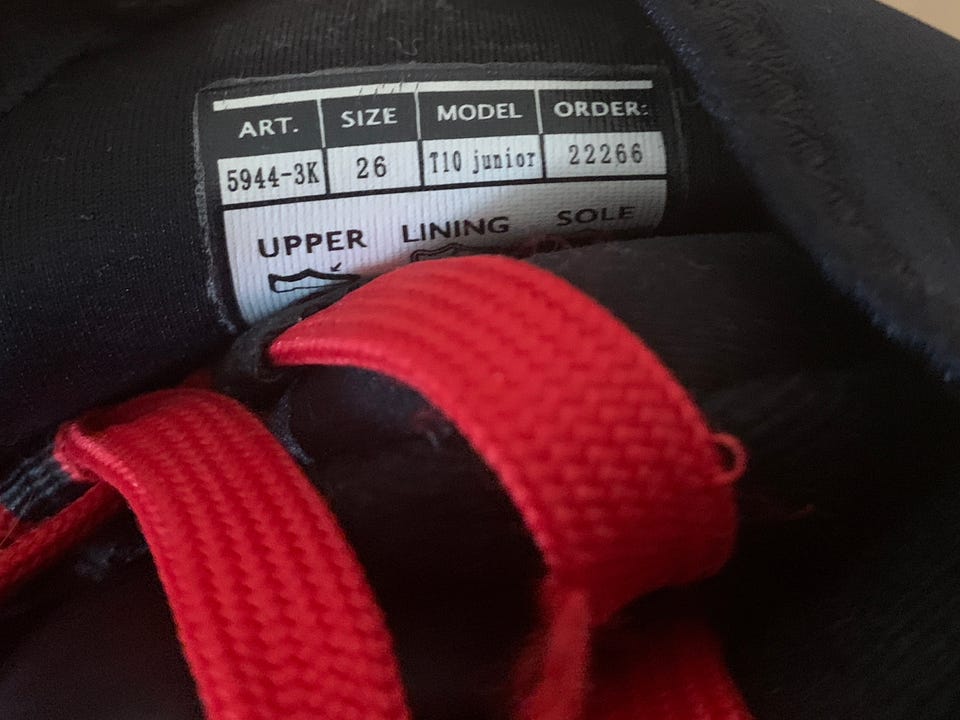 ART. SIZE MODEL ORDER:
5944-3K 26 T10 junior 22266
UPPER LINING SOLE